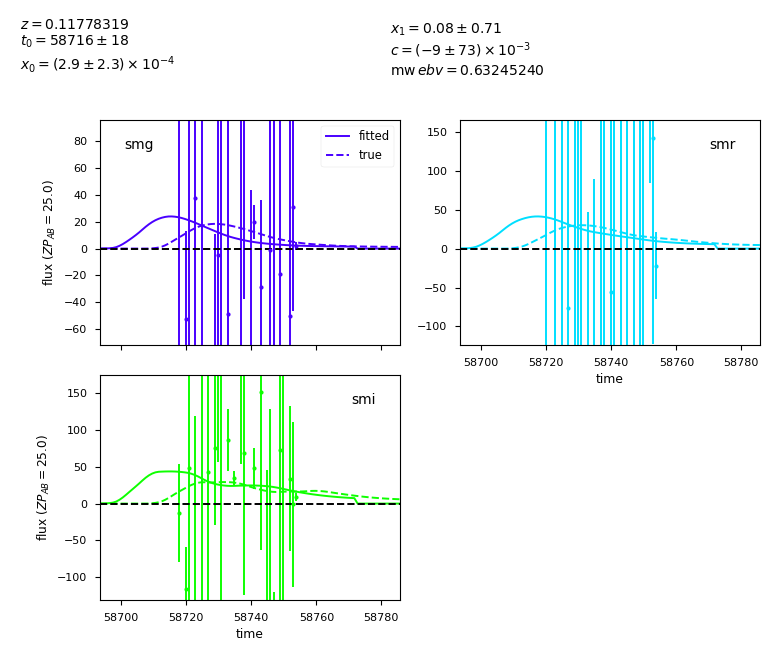 z = 0.11778319
t₀ = 58716 ± 18
x₀ = (2.9 ± 2.3) × 10⁻⁴
x₁ = 0.08 ± 0.71
c = (−9 ± 73) × 10⁻³
mw ebv = 0.63245240
smg
fitted
true
80
60
40
20
0
−20
−40
−60
flux (ZP_AB = 25.0)
smr
150
100
50
0
−50
−100
58700 58720 58740 58760 58780
time
smi
150
100
50
0
−50
−100
flux (ZP_AB = 25.0)
58700 58720 58740 58760 58780
time